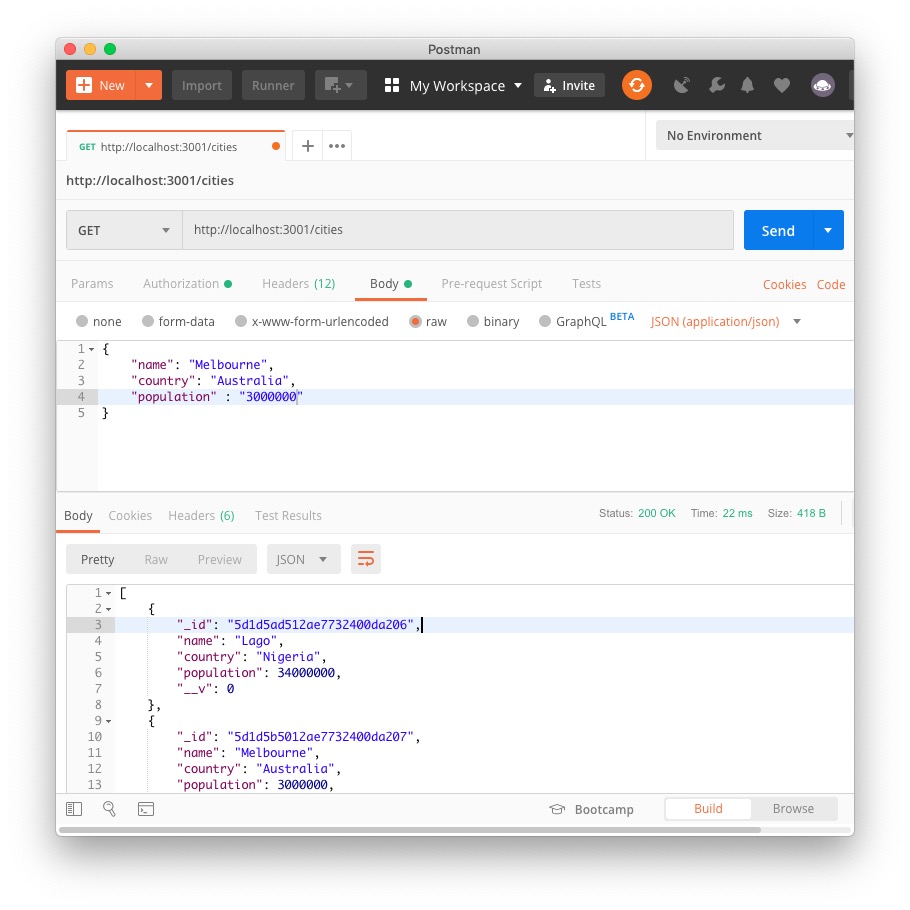 Postman
New Import Runner My Workspace Invite
GET http://localhost:3001/cities No Environment
http://localhost:3001/cities
GET http://localhost:3001/cities Send
Params Authorization Headers (12) Body Pre-request Script Tests Cookies Code
none form-data x-www-form-urlencoded raw binary GraphQL BETA JSON (application/json)
1 {
2 "name": "Melbourne",
3 "country": "Australia",
4 "population" : "3000000"
5 }
Body Cookies Headers (6) Test Results Status: 200 OK Time: 22 ms Size: 418 B
Pretty Raw Preview JSON
1 [
2 {
3 "_id": "5d1d5ad512ae7732400da206",
4 "name": "Lago",
5 "country": "Nigeria",
6 "population": 34000000,
7 "__v": 0
8 },
9 {
10 "_id": "5d1d5b5012ae7732400da207",
11 "name": "Melbourne",
12 "country": "Australia",
13 "population": 3000000,
Bootcamp Build Browse